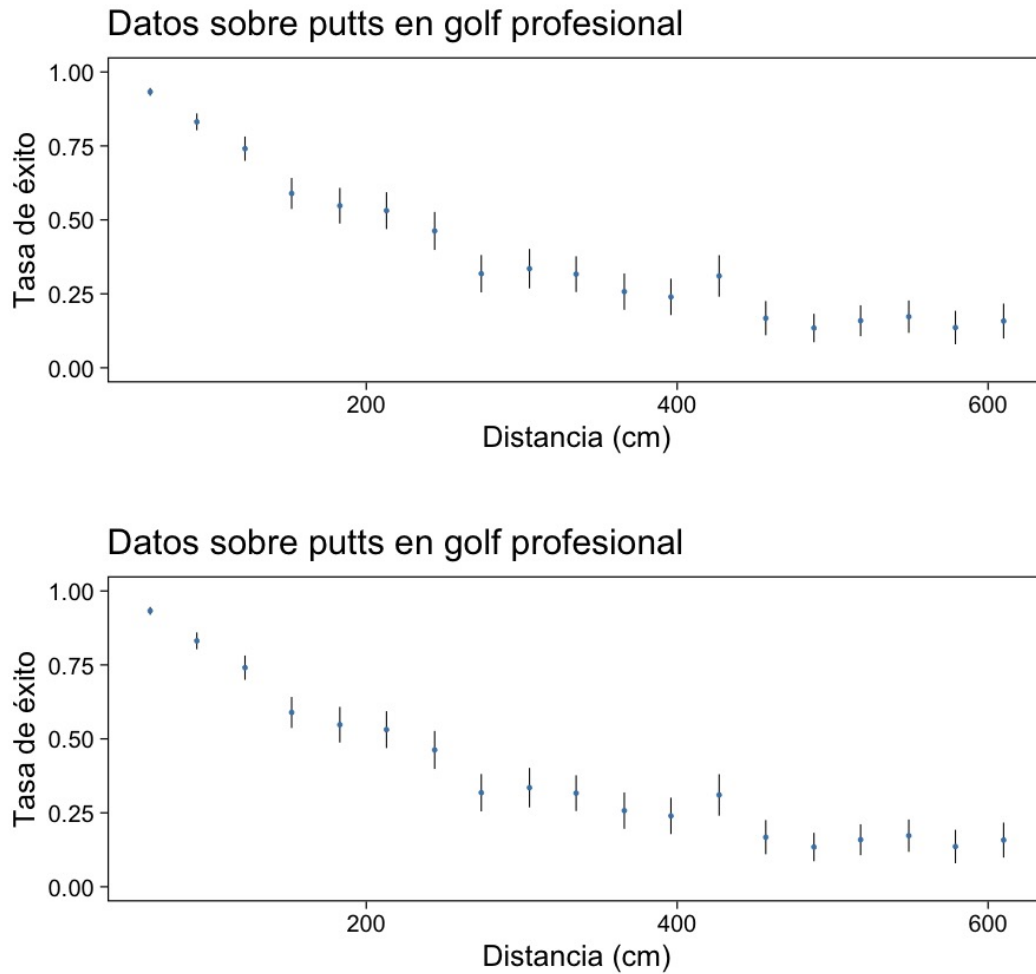 Datos sobre putts en golf profesional
1.00
0.75
0.50
0.25
0.00
Tasa de éxito
200 400 600
Distancia (cm)
Datos sobre putts en golf profesional
1.00
0.75
0.50
0.25
0.00
Tasa de éxito
200 400 600
Distancia (cm)